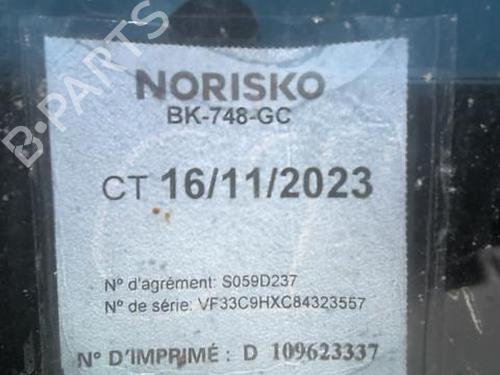 B-PARTS
NORISKO
BK-748-GC
CT 16/11/2023
N° d'agrément: S059D237
N° de série: VF33C9HXC84323557
N° D'IMPRIMÉ : D 109623337